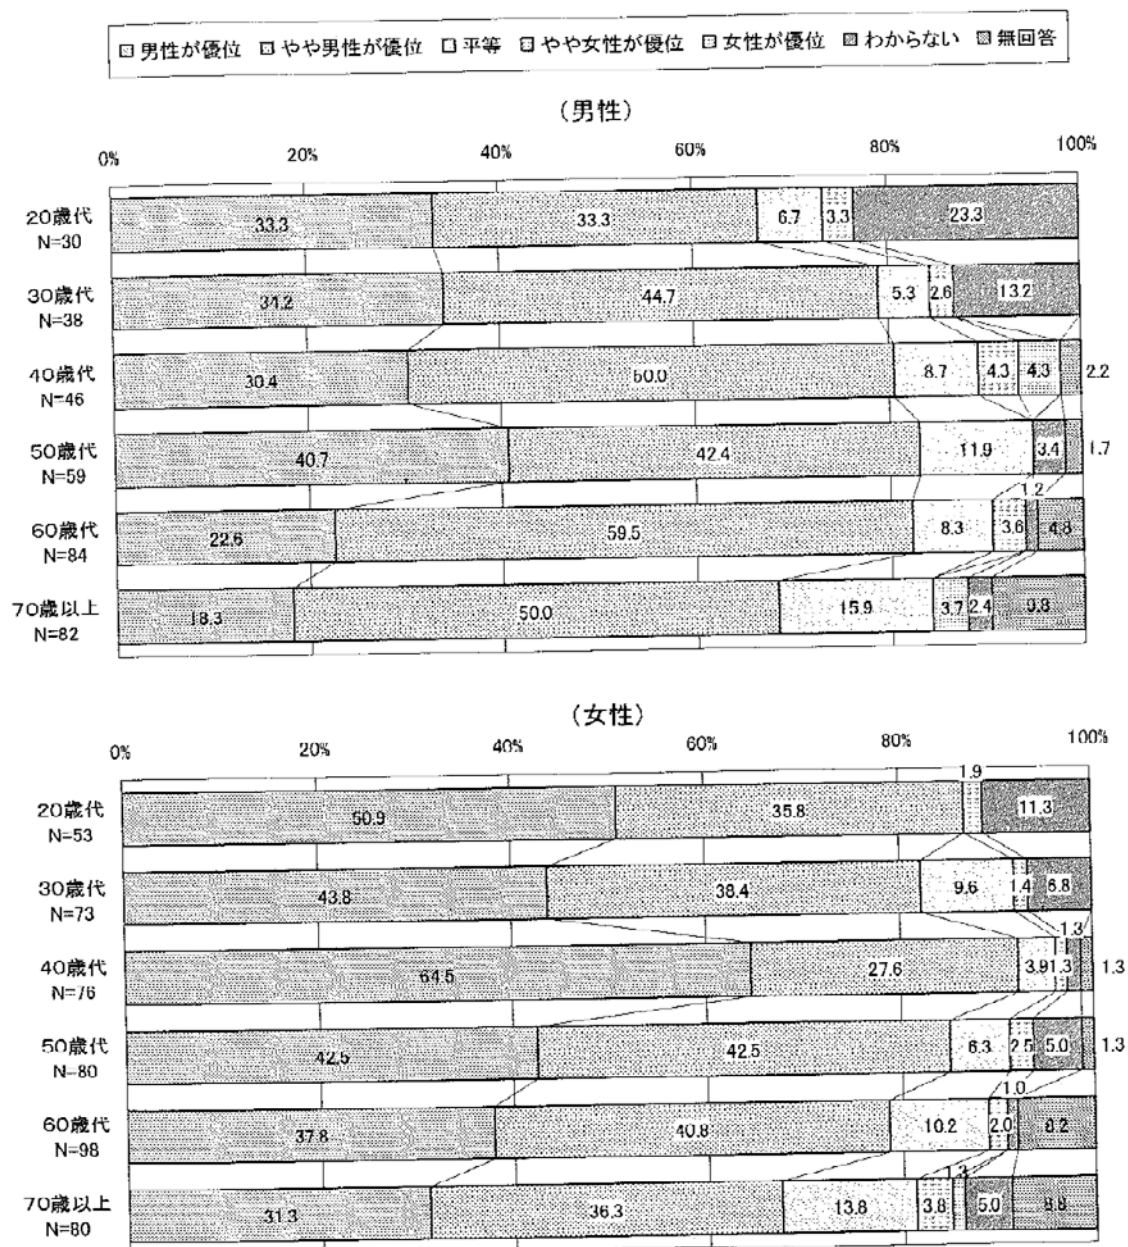 男性が優位 やや男性が優位 平等 やや女性が優位 女性が優位 わからない 無回答
(男性)
0% 20% 40% 60% 80% 100%
20歳代 33.3 33.3 6.7 3.3 23.3
N=30
30歳代 34.2 44.7 5.3 2.6 13.2
N=38
40歳代 30.4 50.0 8.7 4.3 4.3 2.2
N=46
50歳代 40.7 42.4 11.9 3.4 1.7
N=59
1.2
60歳代 22.6 59.5 8.3 3.6 4.8
N=84
70歳以上 18.3 50.0 15.9 3.7 2.4 9.8
N=82
(女性)
0% 20% 40% 60% 80% 100%
1.9
20歳代 50.9 35.8 11.3
N=53
30歳代 43.8 38.4 9.6 1.4 6.8
N=73
1.3
40歳代 64.5 27.6 3.9 1.3 1.3
N=76
50歳代 42.5 42.5 6.3 2.5 5.0 1.3
N=80
1.0
60歳代 37.8 40.8 10.2 2.0 8.2
N=98
1.3
70歳以上 31.3 36.3 13.8 3.8 5.0 8.8
N=80